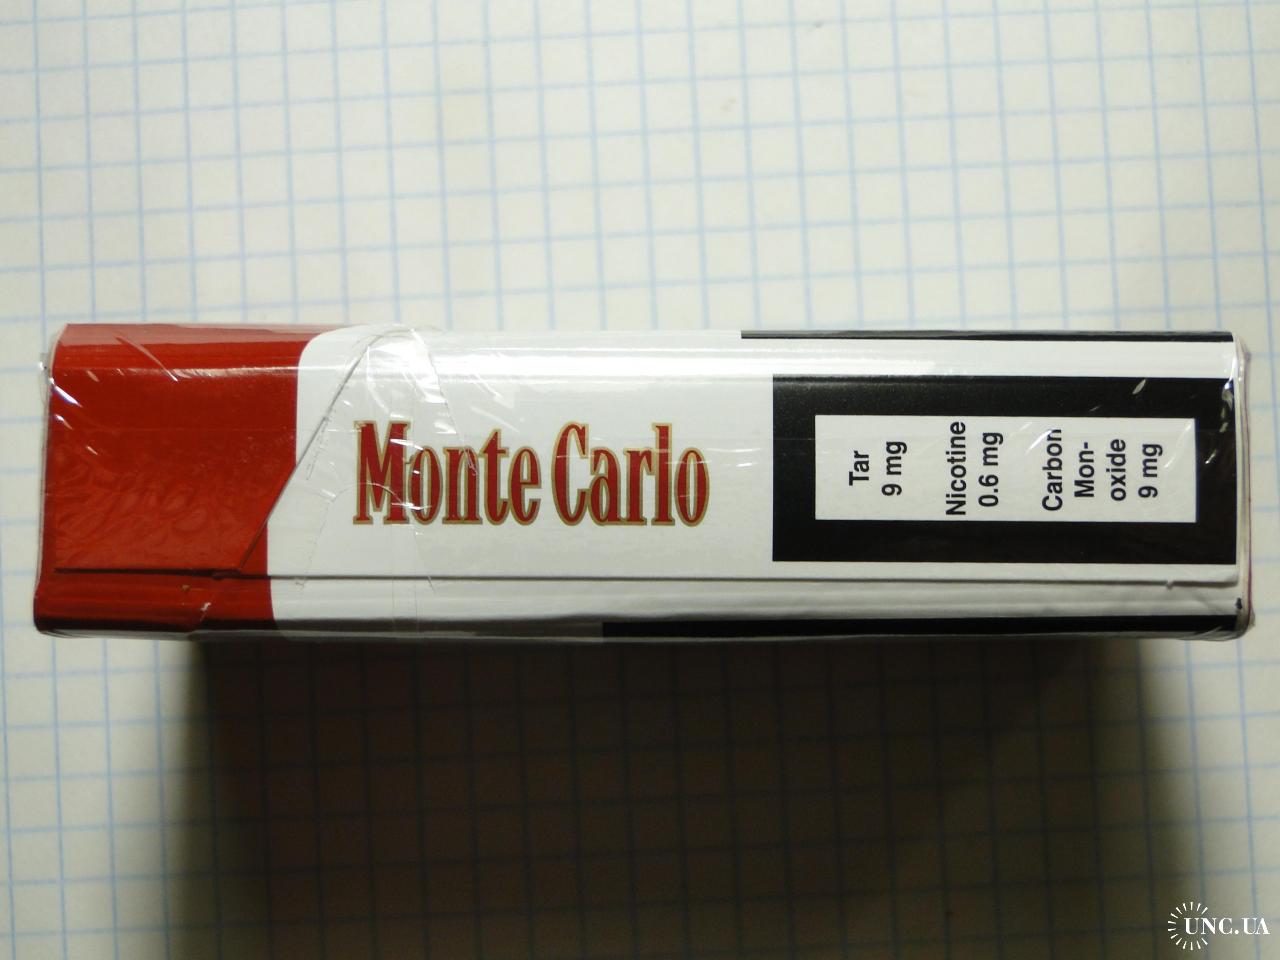 Monte Carlo
Tar
9 mg
Nicotine
0.6 mg
Carbon
Mon-
oxide
9 mg
UNC.UA